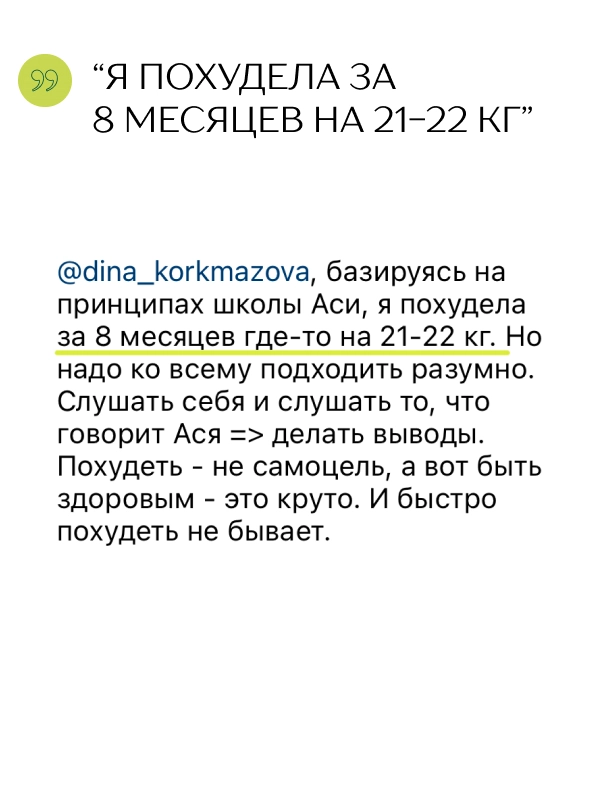 “Я ПОХУДЕЛА ЗА
8 МЕСЯЦЕВ НА 21–22 КГ”
@dina_korkmazova, базируясь на
принципах школы Аси, я похудела
за 8 месяцев где-то на 21-22 кг. Но
надо ко всему подходить разумно.
Слушать себя и слушать то, что
говорит Ася => делать выводы.
Похудеть - не самоцель, а вот быть
здоровым - это круто. И быстро
похудеть не бывает.